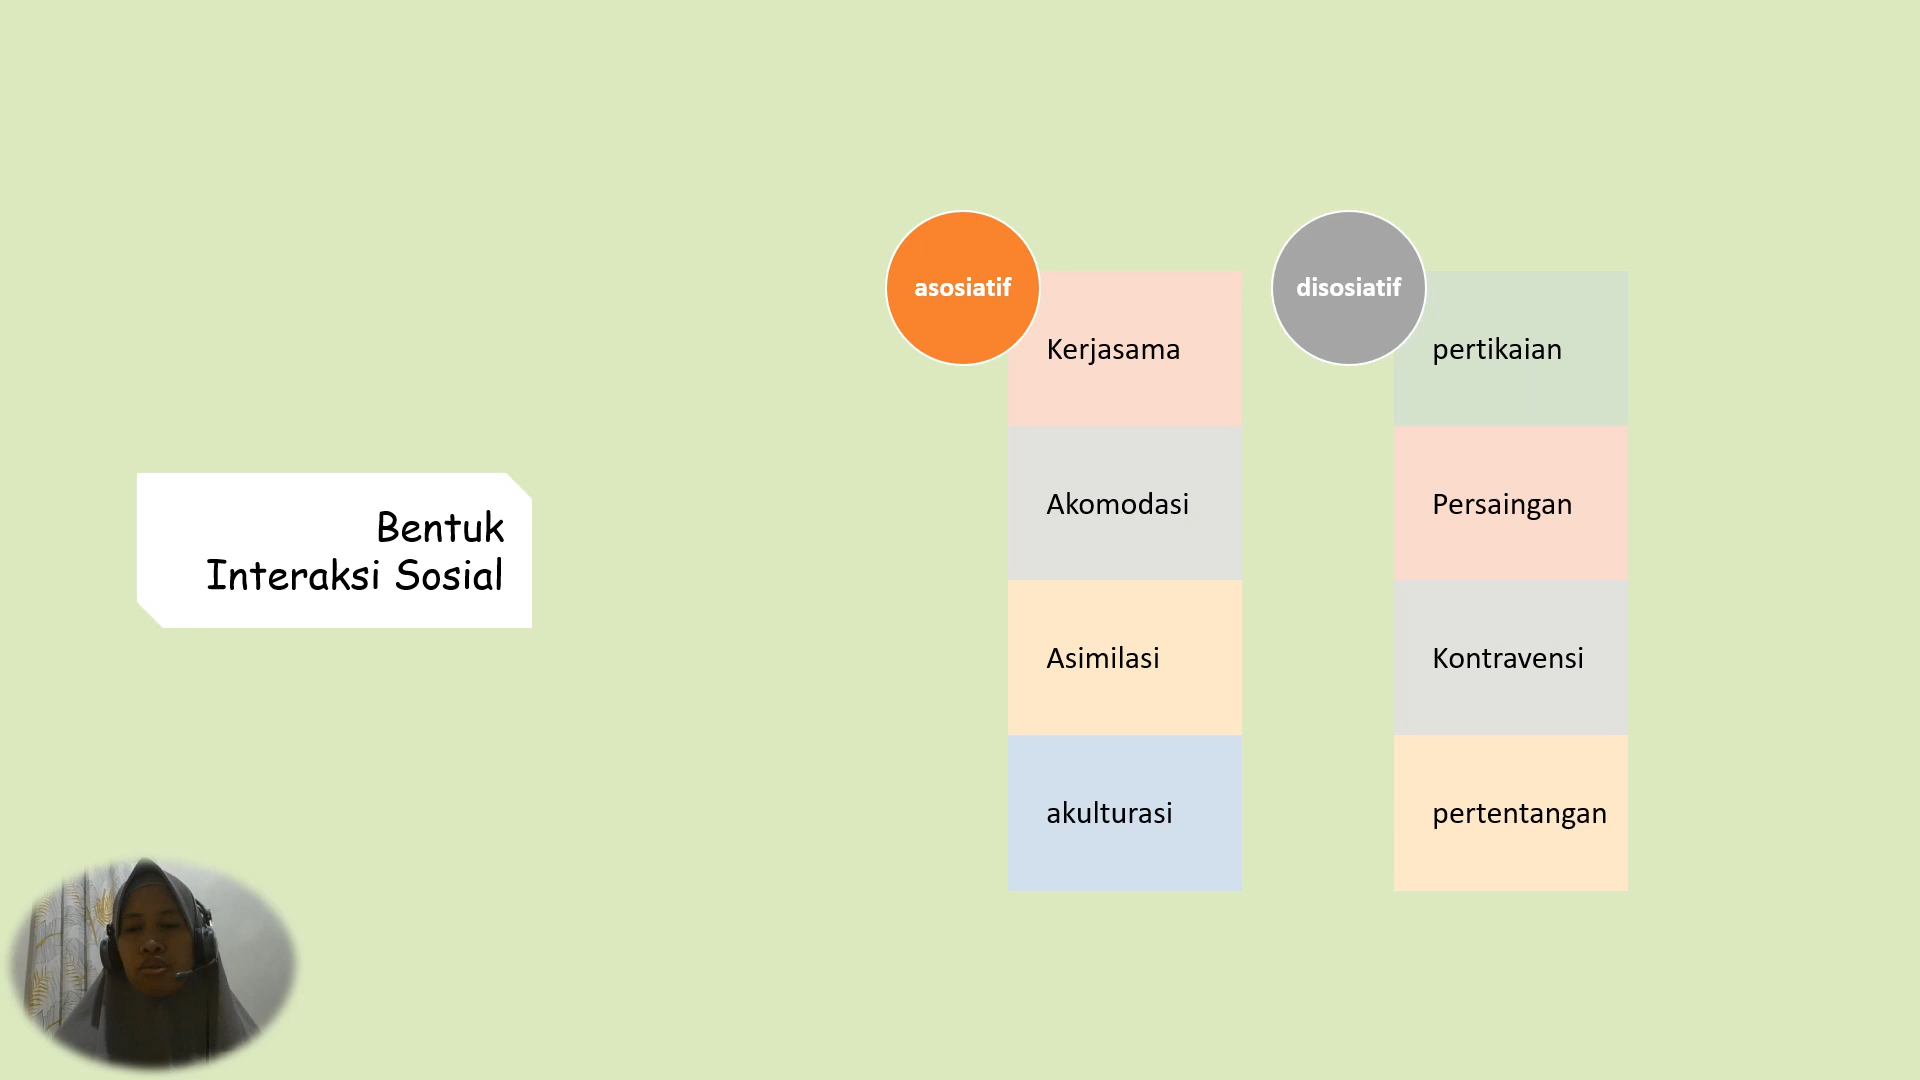 Bentuk
Interaksi Sosial
asosiatif
Kerjasama
Akomodasi
Asimilasi
akulturasi
disosiatif
pertikaian
Persaingan
Kontravensi
pertentangan